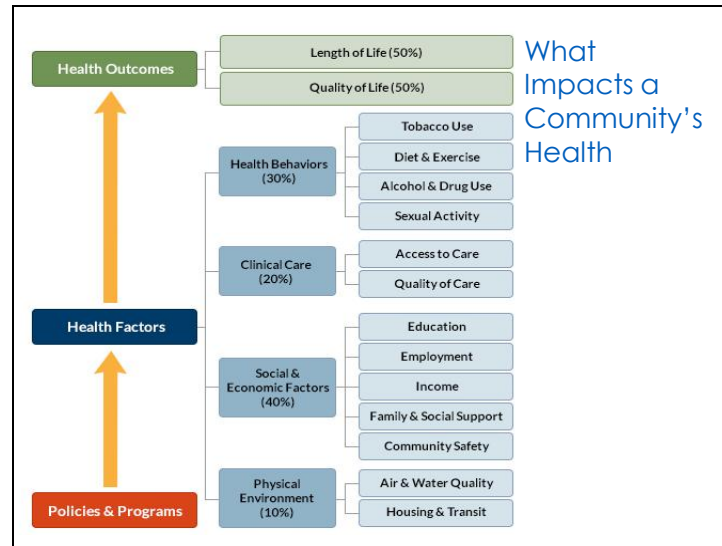 What
Impacts a
Community's
Health
Health Outcomes
Length of Life (50%)
Quality of Life (50%)
Health Factors
Health Behaviors
(30%)
Tobacco Use
Diet & Exercise
Alcohol & Drug Use
Sexual Activity
Clinical Care
(20%)
Access to Care
Quality of Care
Social &
Economic Factors
(40%)
Education
Employment
Income
Family & Social Support
Community Safety
Physical
Environment
(10%)
Air & Water Quality
Housing & Transit
Policies & Programs